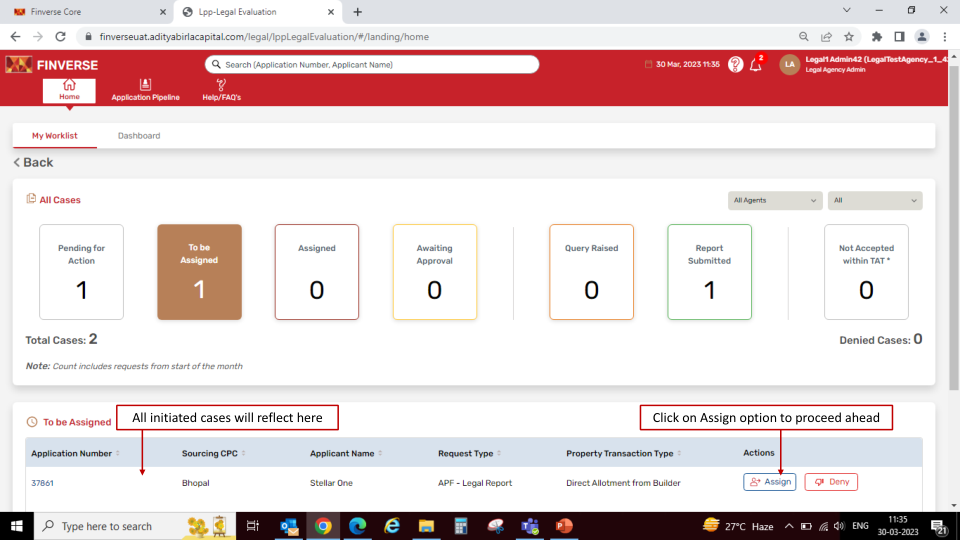 Finverse Core
Lpp-Legal Evaluation
finverseuat.adityabirlacapital.com/legal/lppLegalEvaluation/#/landing/home
FINVERSE
Search (Application Number, Applicant Name)
30 Mar, 2023 11:35
2
LA
Legal1 Admin42 (LegalTestAgency_1_4
Legal Agency Admin
Home
Application Pipeline
Help/FAQ's
My Worklist
Dashboard
< Back
All Cases
All Agents
All
Pending for Action
1
To be Assigned
1
Assigned
0
Awaiting Approval
0
Query Raised
0
Report Submitted
1
Not Accepted within TAT *
0
Total Cases: 2
Denied Cases: 0
Note: Count includes requests from start of the month
To be Assigned
All initiated cases will reflect here
Click on Assign option to proceed ahead
Application Number
Sourcing CPC
Applicant Name
Request Type
Property Transaction Type
Actions
37861
Bhopal
Stellar One
APF - Legal Report
Direct Allotment from Builder
Assign
Deny
Type here to search
27°C Haze
ENG
11:35
30-03-2023
21